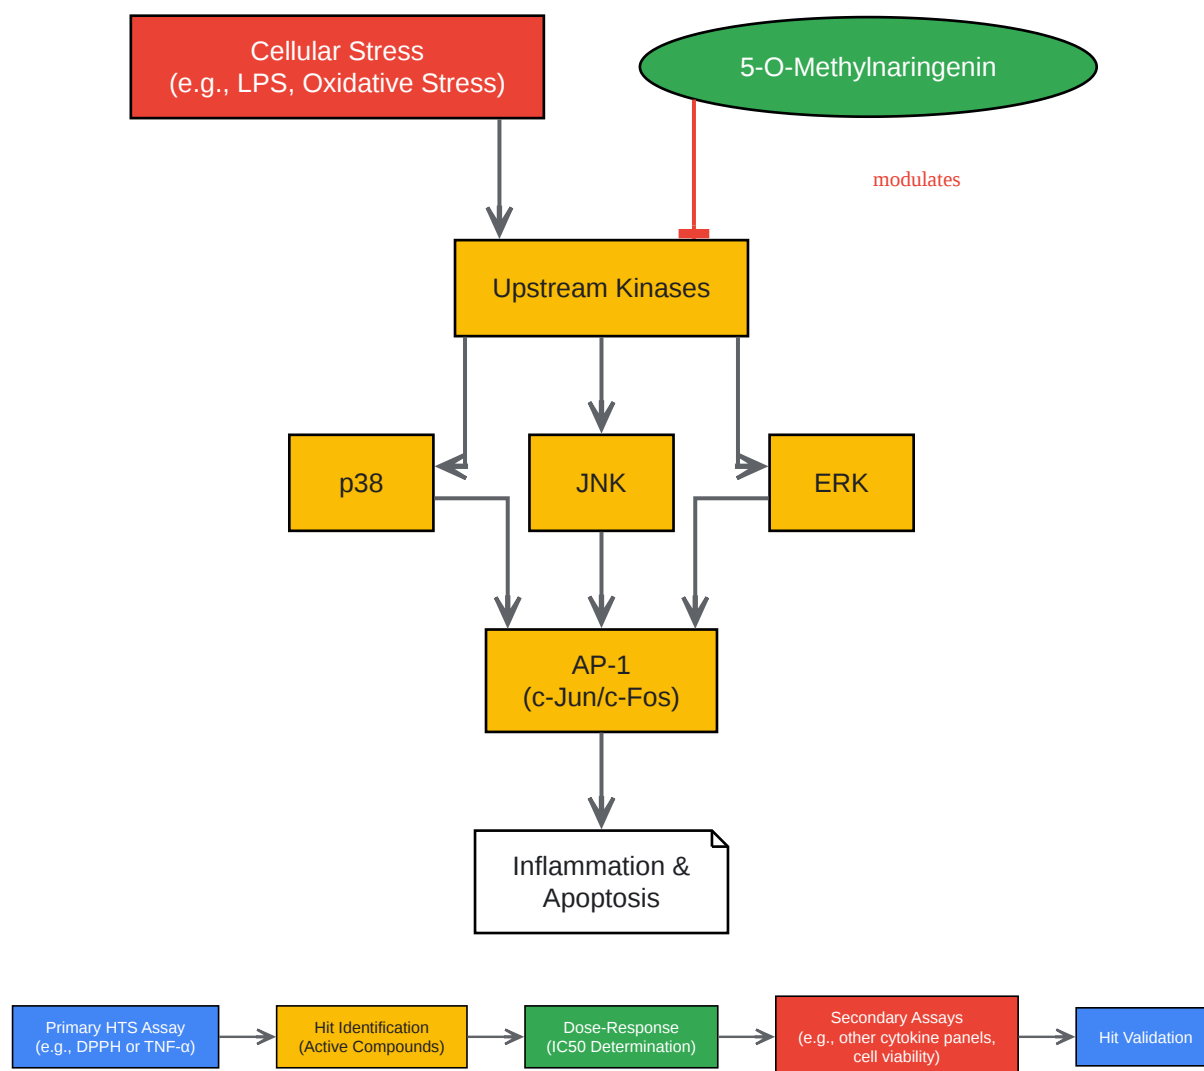 Cellular Stress
(e.g., LPS, Oxidative Stress)
5-O-Methylnaringenin
modulates
Upstream Kinases
p38
JNK
ERK
AP-1
(c-Jun/c-Fos)
Inflammation &
Apoptosis
Primary HTS Assay
(e.g., DPPH or TNF-α)
Hit Identification
(Active Compounds)
Dose-Response
(IC50 Determination)
Secondary Assays
(e.g., other cytokine panels,
cell viability)
Hit Validation